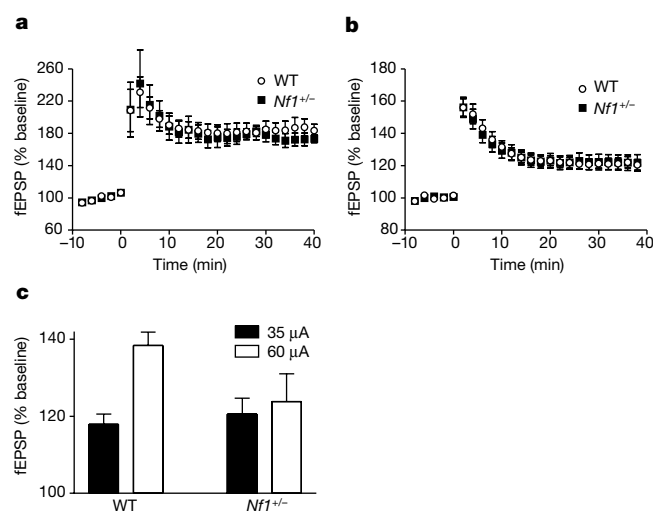 a
260
220
180
140
100
60
fEPSP (% baseline)
WT
Nf1+/–
–10 0 10 20 30 40
Time (min)
b
180
160
140
120
100
80
fEPSP (% baseline)
WT
Nf1+/–
–10 0 10 20 30 40
Time (min)
c
140
120
100
fEPSP (% baseline)
35 µA
60 µA
WT Nf1+/–